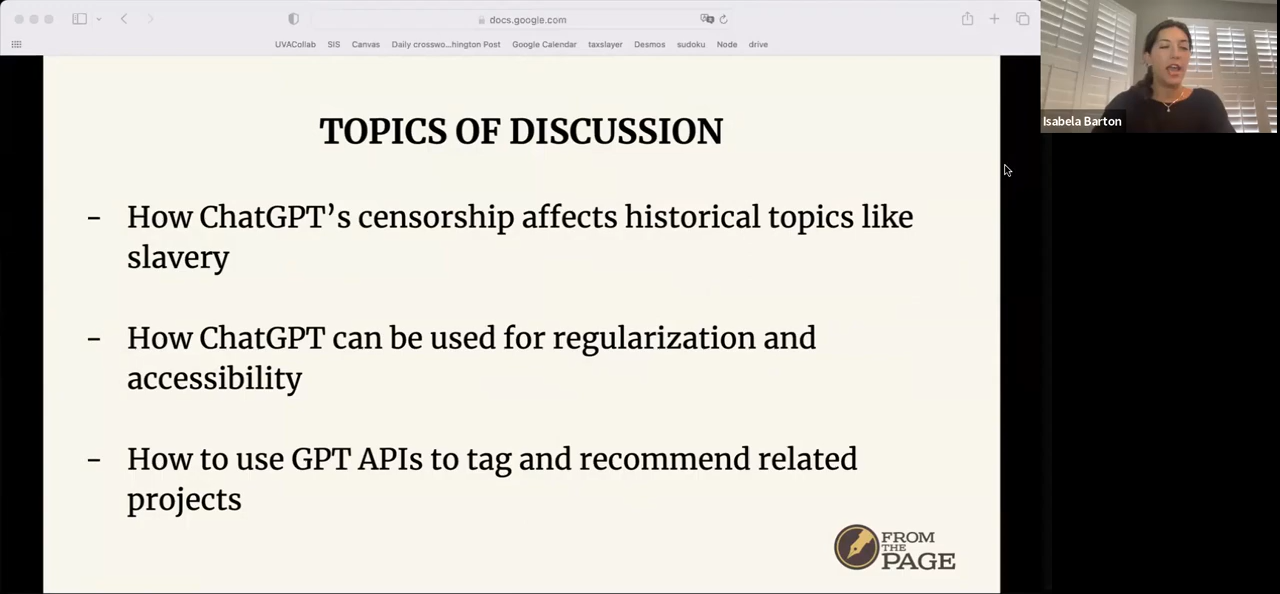 docs.google.com
UVACollab SIS Canvas Daily crosswo...hington Post Google Calendar taxslayer Desmos sudoku Node drive
Isabela Barton
TOPICS OF DISCUSSION
- How ChatGPT’s censorship affects historical topics like
slavery
- How ChatGPT can be used for regularization and
accessibility
- How to use GPT APIs to tag and recommend related
projects
FROM
THE
PAGE